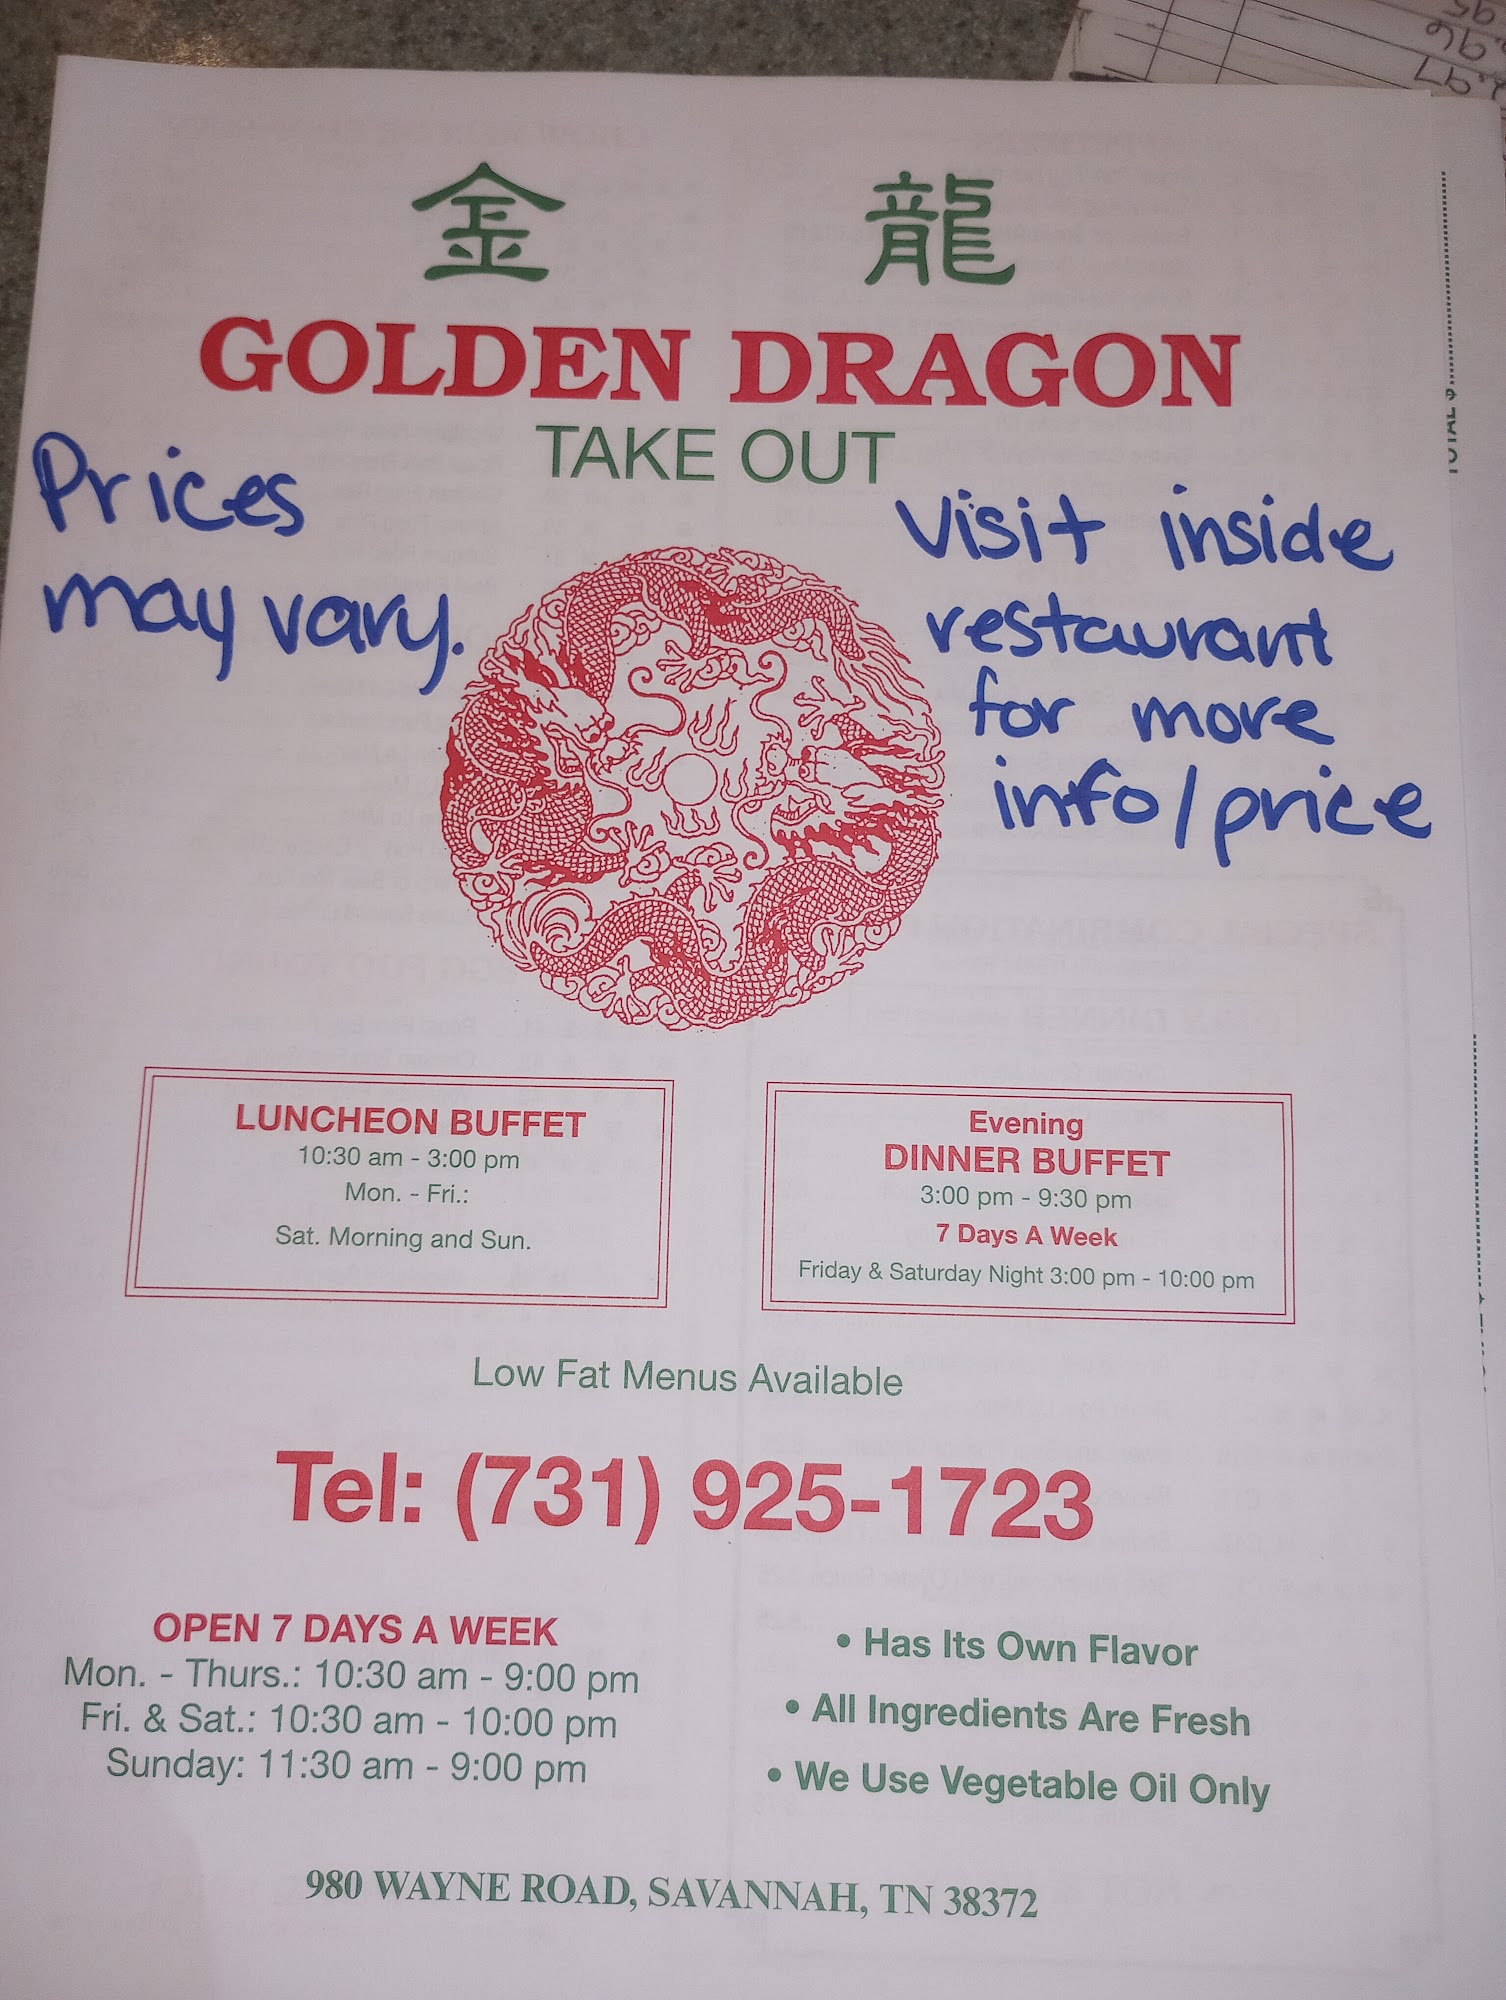 金 龍
GOLDEN DRAGON
TAKE OUT
Prices
may vary.
visit inside
restaurant
for more
info/price
LUNCHEON BUFFET
10:30 am - 3:00 pm
Mon. - Fri.:
Sat. Morning and Sun.
Evening
DINNER BUFFET
3:00 pm - 9:30 pm
7 Days A Week
Friday & Saturday Night 3:00 pm - 10:00 pm
Low Fat Menus Available
Tel: (731) 925-1723
OPEN 7 DAYS A WEEK
Mon. - Thurs.: 10:30 am - 9:00 pm
Fri. & Sat.: 10:30 am - 10:00 pm
Sunday: 11:30 am - 9:00 pm
• Has Its Own Flavor
• All Ingredients Are Fresh
• We Use Vegetable Oil Only
980 WAYNE ROAD, SAVANNAH, TN 38372